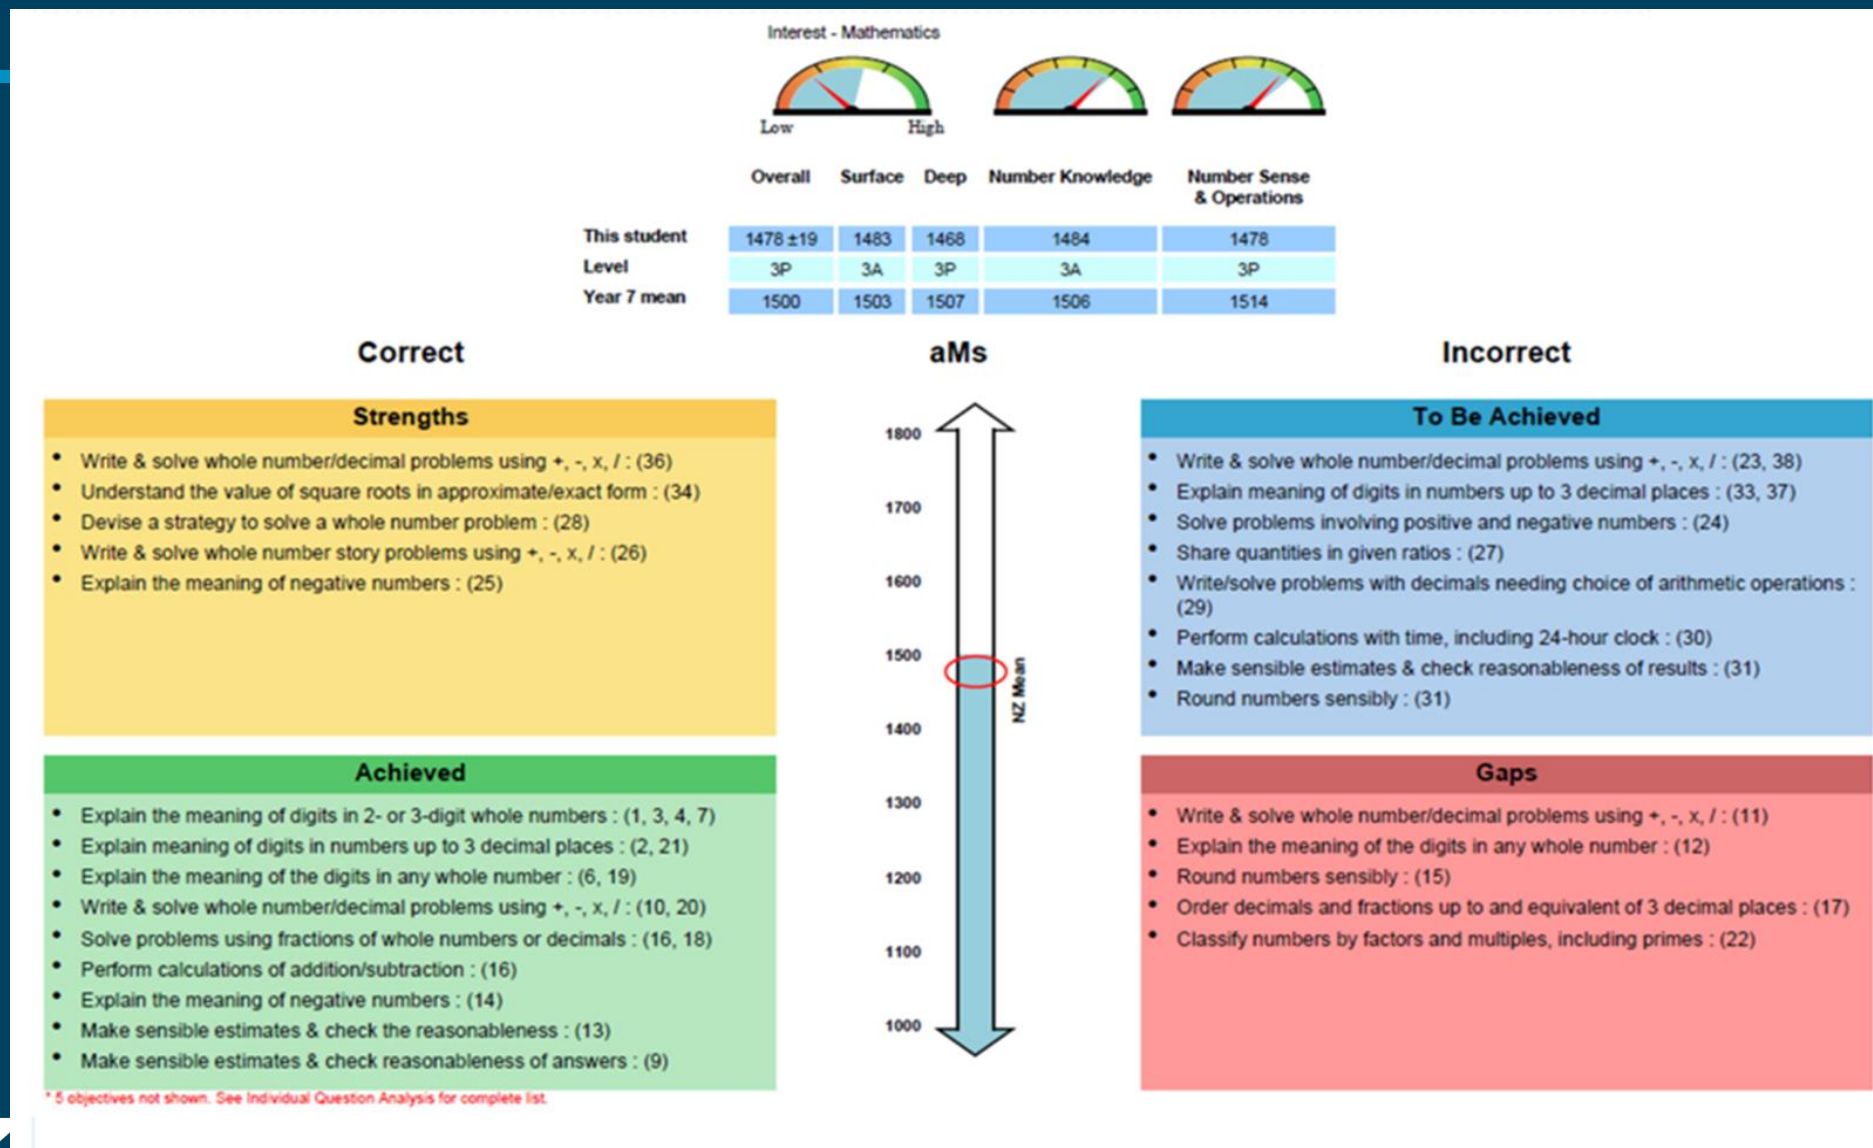 Interest - Mathematics
Low High
Overall Surface Deep Number Knowledge Number Sense
& Operations
This student 1478 ±19 1483 1468 1484 1478
Level 3P 3A 3P 3A 3P
Year 7 mean 1500 1503 1507 1506 1514
Correct
Strengths
• Write & solve whole number/decimal problems using +, -, x, / : (36)
• Understand the value of square roots in approximate/exact form : (34)
• Devise a strategy to solve a whole number problem : (28)
• Write & solve whole number story problems using +, -, x, / : (26)
• Explain the meaning of negative numbers : (25)
Achieved
• Explain the meaning of digits in 2- or 3-digit whole numbers : (1, 3, 4, 7)
• Explain meaning of digits in numbers up to 3 decimal places : (2, 21)
• Explain the meaning of the digits in any whole number : (6, 19)
• Write & solve whole number/decimal problems using +, -, x, / : (10, 20)
• Solve problems using fractions of whole numbers or decimals : (16, 18)
• Perform calculations of addition/subtraction : (16)
• Explain the meaning of negative numbers : (14)
• Make sensible estimates & check the reasonableness : (13)
• Make sensible estimates & check reasonableness of answers : (9)
* 5 objectives not shown. See Individual Question Analysis for complete list.
aMs
1800
1700
1600
1500
1400
1300
1200
1100
1000
NZ Mean
Incorrect
To Be Achieved
• Write & solve whole number/decimal problems using +, -, x, / : (23, 38)
• Explain meaning of digits in numbers up to 3 decimal places : (33, 37)
• Solve problems involving positive and negative numbers : (24)
• Share quantities in given ratios : (27)
• Write/solve problems with decimals needing choice of arithmetic operations :
(29)
• Perform calculations with time, including 24-hour clock : (30)
• Make sensible estimates & check reasonableness of results : (31)
• Round numbers sensibly : (31)
Gaps
• Write & solve whole number/decimal problems using +, -, x, / : (11)
• Explain the meaning of the digits in any whole number : (12)
• Round numbers sensibly : (15)
• Order decimals and fractions up to and equivalent of 3 decimal places : (17)
• Classify numbers by factors and multiples, including primes : (22)